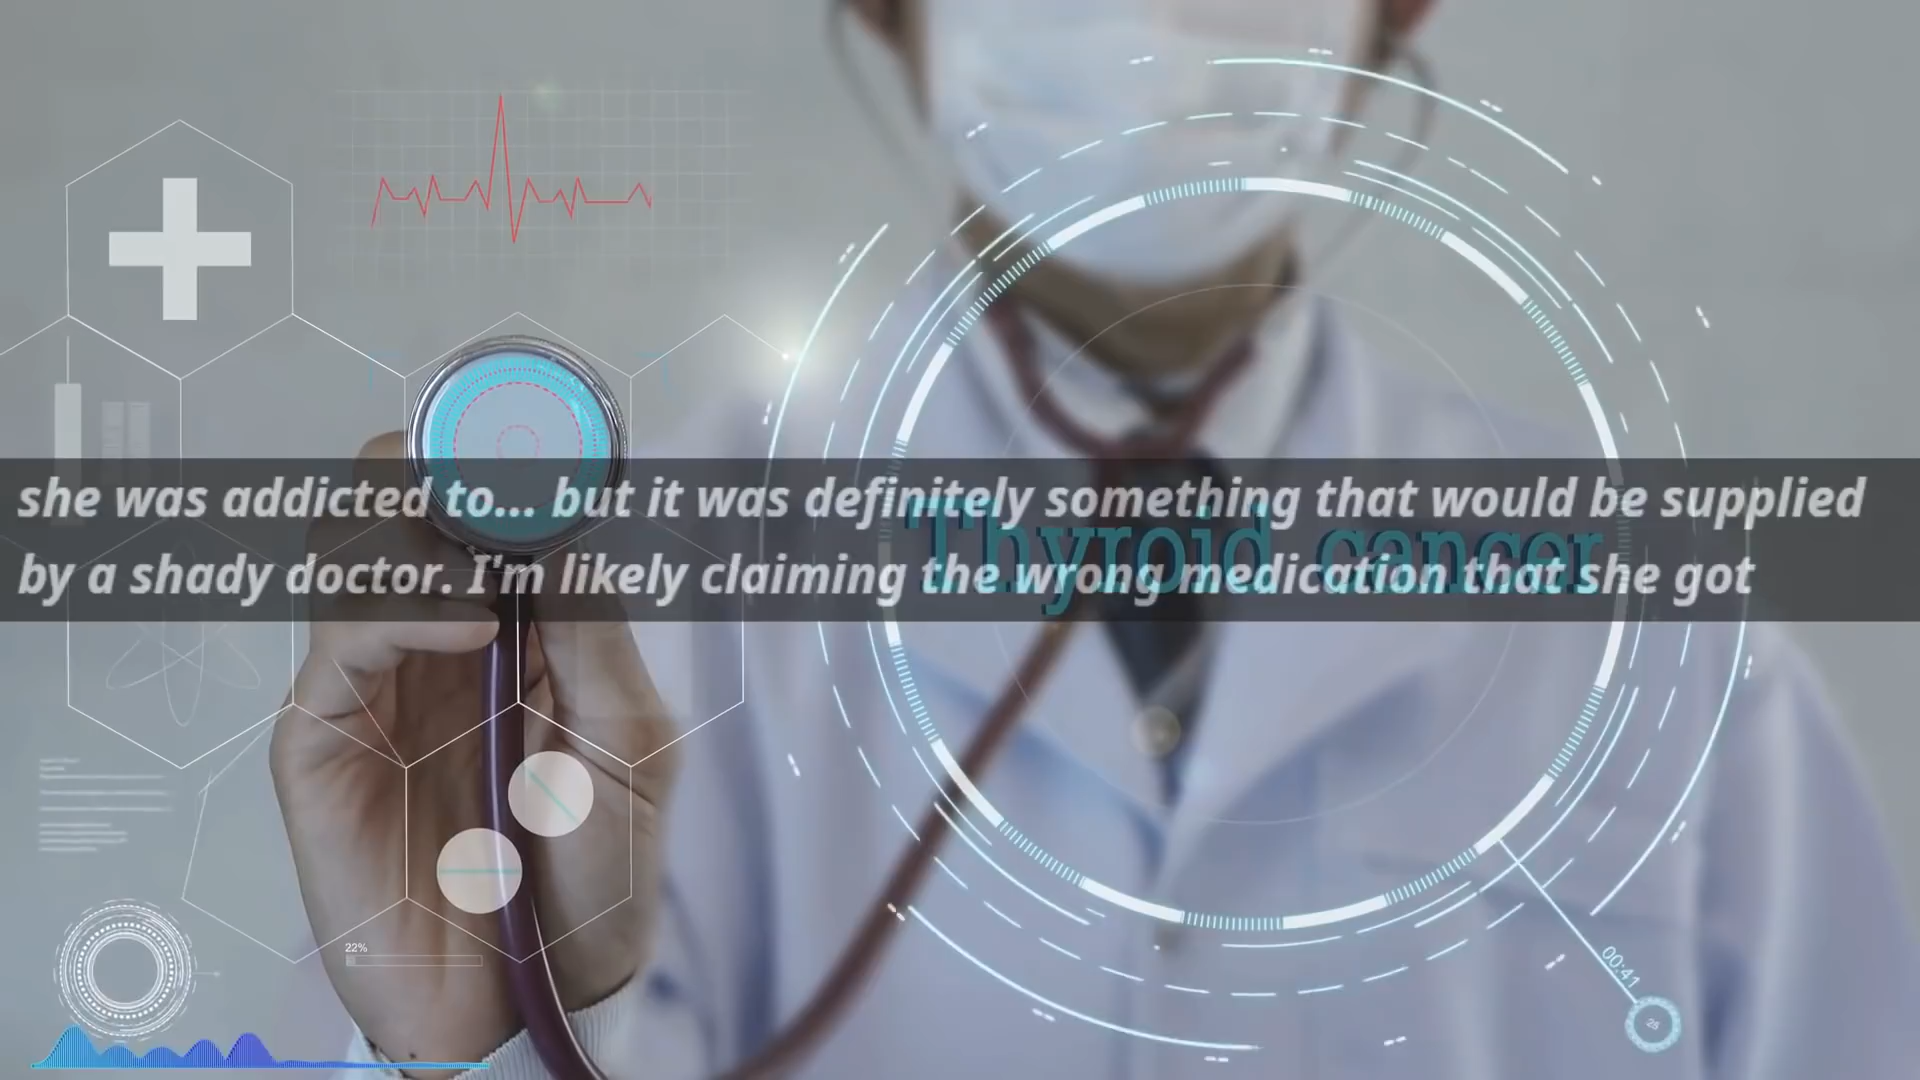 she was addicted to... but it was definitely something that would be supplied
by a shady doctor. I'm likely claiming the wrong medication that she got
Thyroid cancer
22%
00:41
25